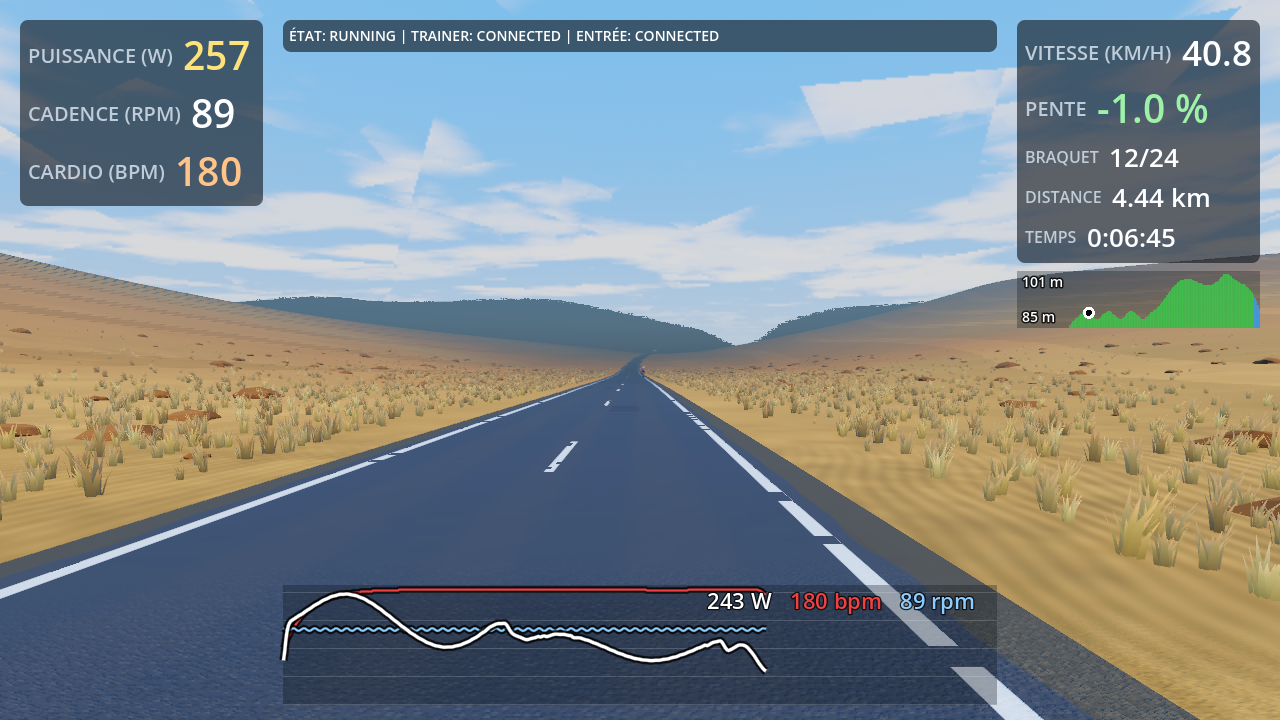 PUISSANCE (W) 257
CADENCE (RPM) 89
CARDIO (BPM) 180
ÉTAT: RUNNING | TRAINER: CONNECTED | ENTRÉE: CONNECTED
VITESSE (KM/H) 40.8
PENTE -1.0 %
BRAQUET 12/24
DISTANCE 4.44 km
TEMPS 0:06:45
101 m
85 m
243 W 180 bpm 89 rpm